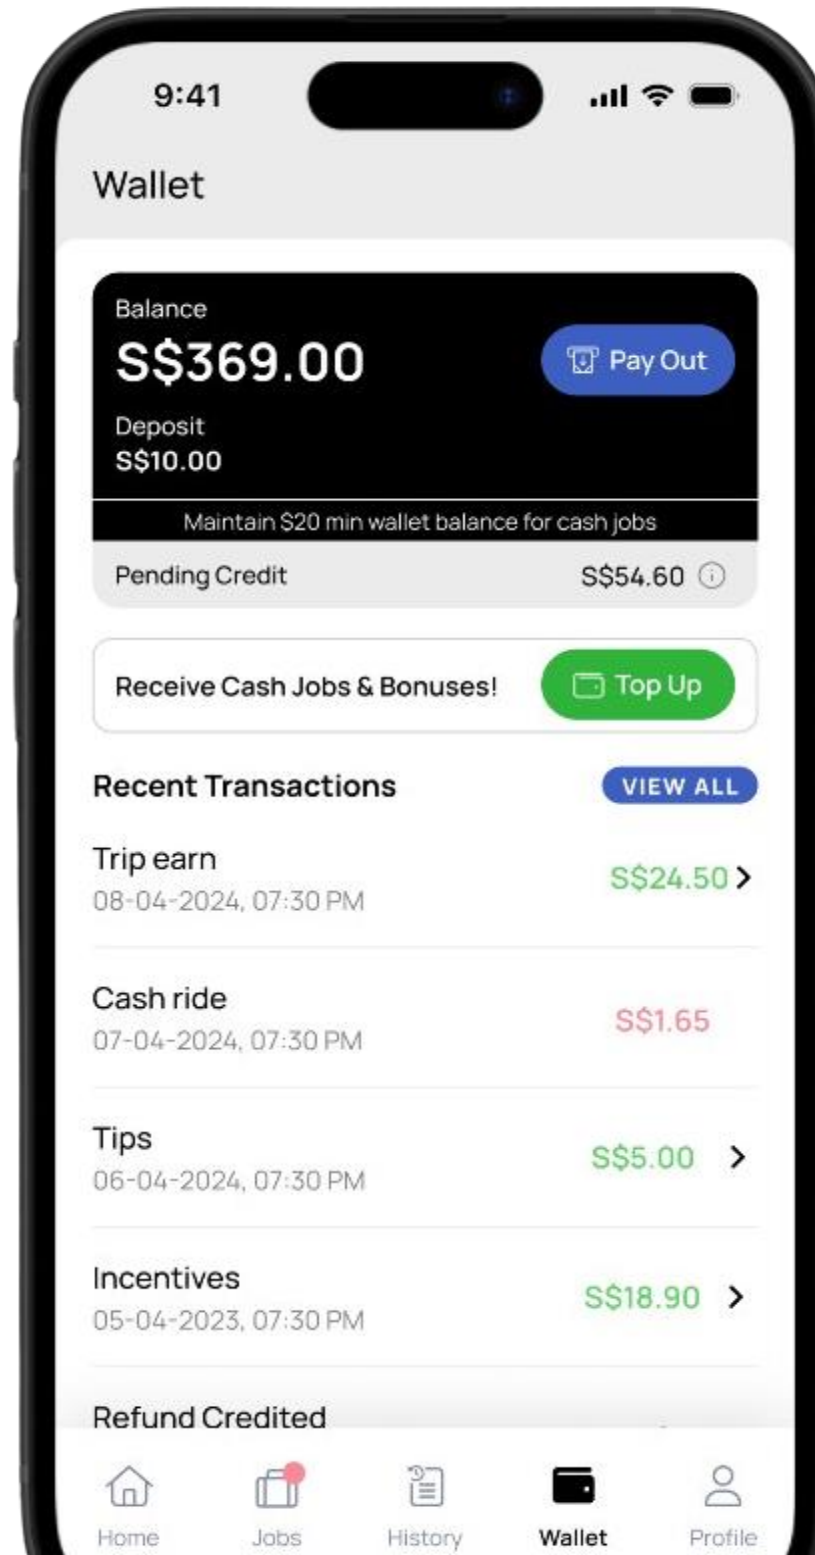 9:41
Wallet
Balance
S$369.00
Pay Out
Deposit
S$10.00
Maintain $20 min wallet balance for cash jobs
Pending Credit S$54.60
Receive Cash Jobs & Bonuses! Top Up
Recent Transactions VIEW ALL
Trip earn
08-04-2024, 07:30 PM
S$24.50
Cash ride
07-04-2024, 07:30 PM
S$1.65
Tips
06-04-2024, 07:30 PM
S$5.00
Incentives
05-04-2023, 07:30 PM
S$18.90
Refund Credited
Home Jobs History Wallet Profile